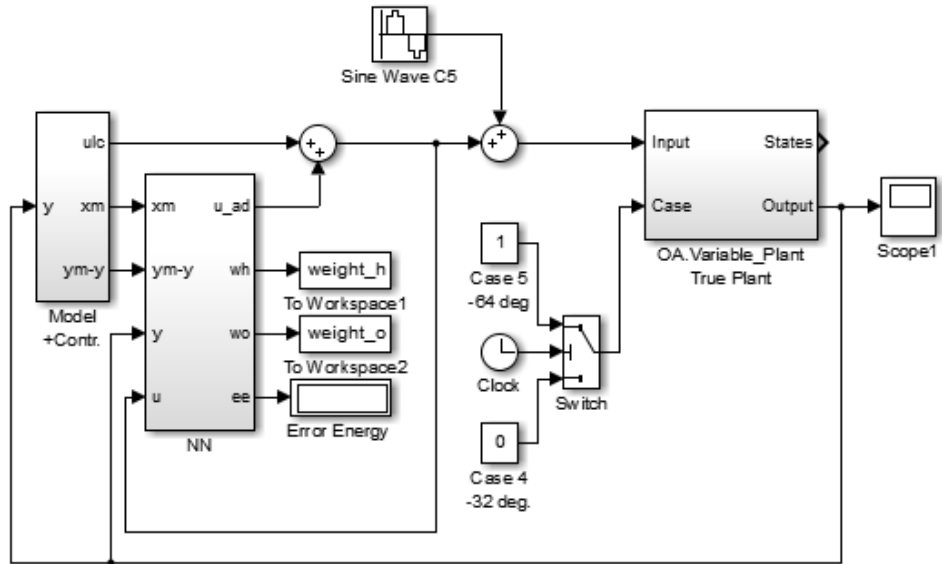 Sine Wave C5
ulc
y
xm
ym-y
Model
+Contr.
xm
u_ad
ym-y
wh
y
wo
u
ee
NN
weight_h
To Workspace1
weight_o
To Workspace2
Error Energy
+
+
+
+
1
Case 5
-64 deg
Clock
Switch
0
Case 4
-32 deg.
Input
States
Case
Output
OA.Variable_Plant
True Plant
Scope1